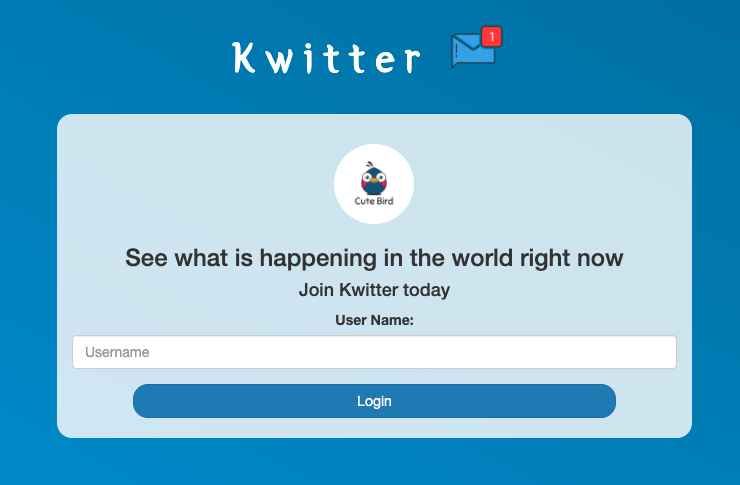 Kwitter
1
Cute Bird
See what is happening in the world right now
Join Kwitter today
User Name:
Username
Login